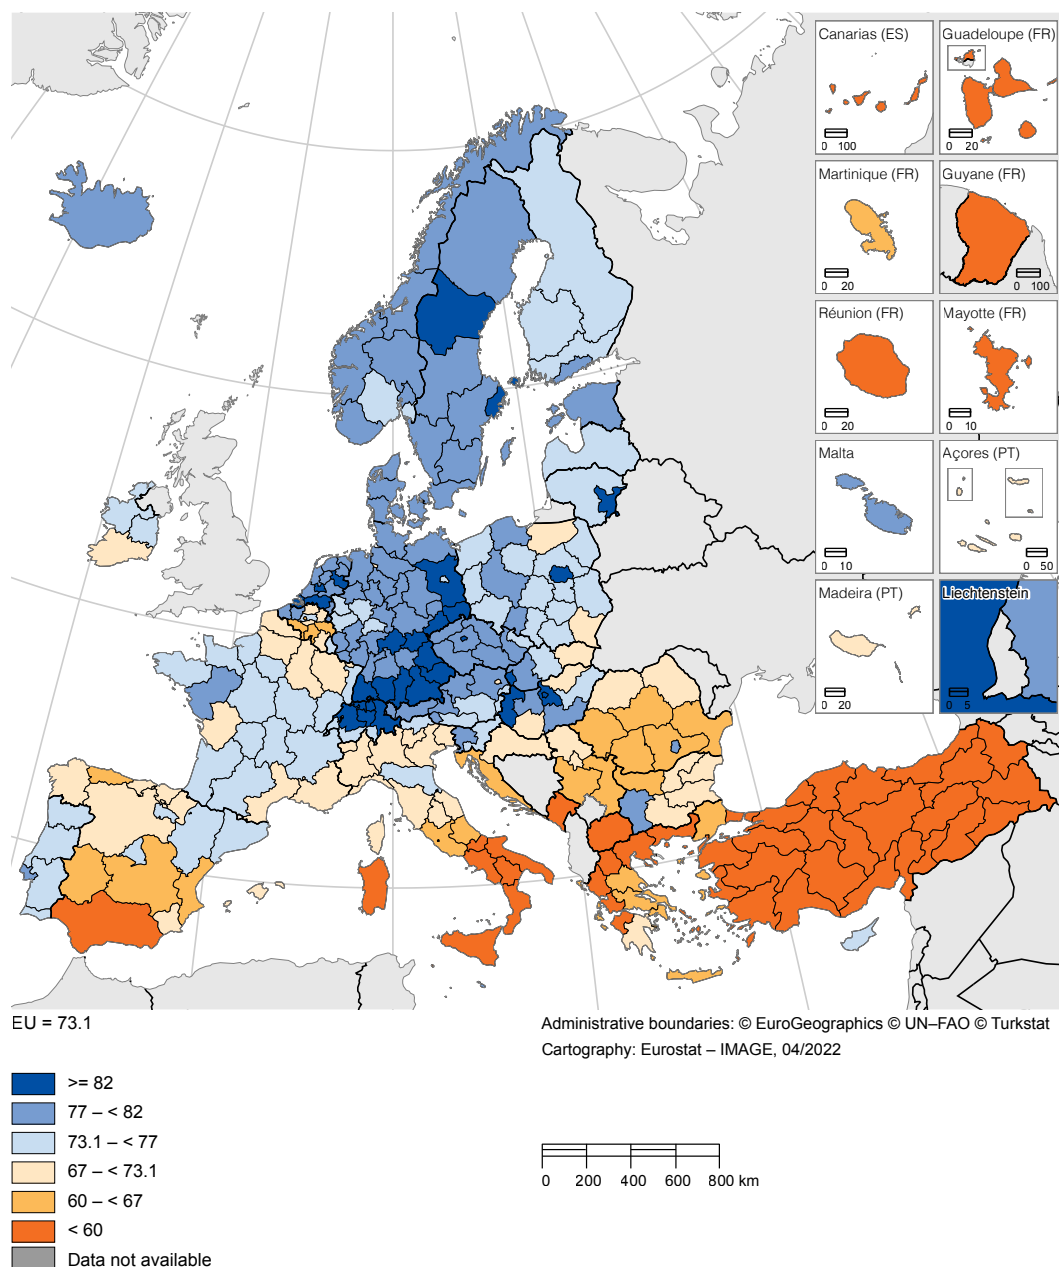 Canarias (ES)
0 100
Guadeloupe (FR)
0 20
Martinique (FR)
0 20
Guyane (FR)
0 100
Réunion (FR)
0 20
Mayotte (FR)
0 10
Malta
0 10
Açores (PT)
0 50
Madeira (PT)
0 20
Liechtenstein
0 5
EU = 73.1
Administrative boundaries: © EuroGeographics © UN–FAO © Turkstat
Cartography: Eurostat – IMAGE, 04/2022
>= 82
77 – < 82
73.1 – < 77
67 – < 73.1
60 – < 67
< 60
Data not available
0 200 400 600 800 km